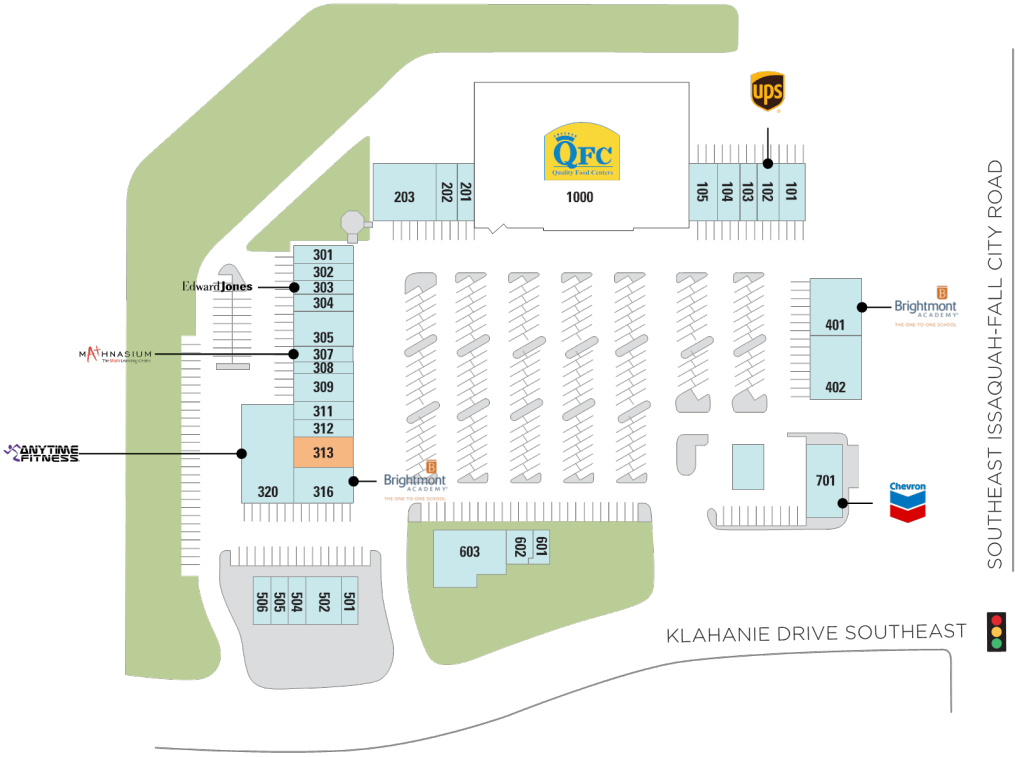 ups
QFC
Quality Food Centers
1000
203
202
201
105
104
103
102
101
SOUTHEAST ISSAQUAH-FALL CITY ROAD
301
302
Edward Jones
303
304
305
MATHNASIUM
The Math Learning Center
307
308
309
311
312
313
ANYTIME
FITNESS
320
316
B
Brightmont
ACADEMY
THE ONE-TO-ONE SCHOOL
401
402
B
Brightmont
ACADEMY
THE ONE-TO-ONE SCHOOL
701
Chevron
603
602
601
506
505
504
502
501
KLAHANIE DRIVE SOUTHEAST